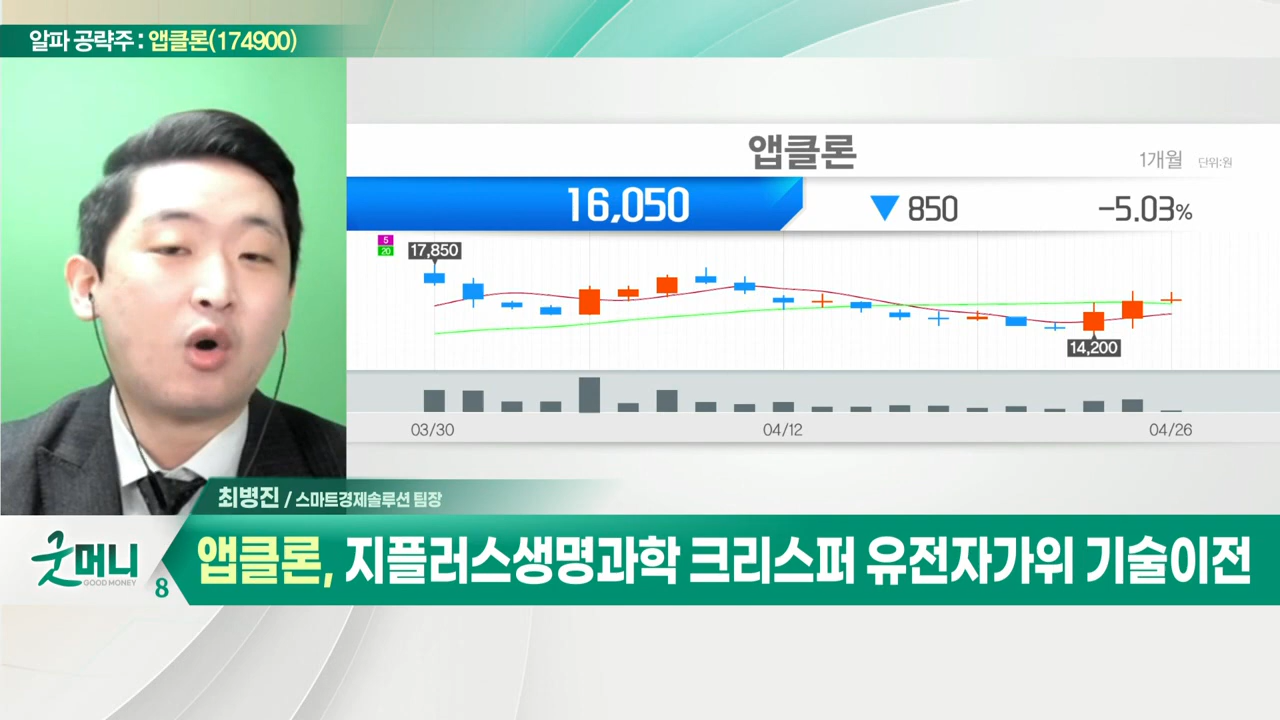 알파 공략주 : 앱클론(174900)
앱클론
1개월 단위:원
16,050 ▼ 850 -5.03%
5
20
17,850
14,200
03/30 04/12 04/26
최병진 / 스마트경제솔루션 팀장
굿머니
GOOD MONEY
8
앱클론, 지플러스생명과학 크리스퍼 유전자가위 기술이전